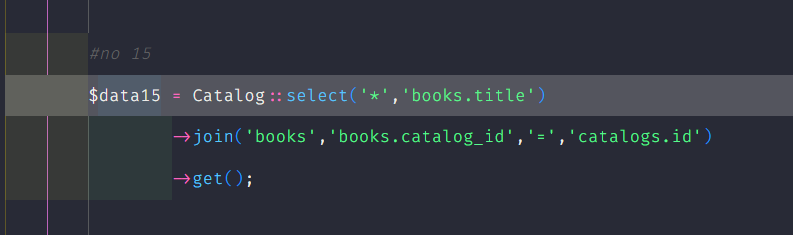 #no 15
$data15 = Catalog::select('*','books.title')
->join('books','books.catalog_id','=','catalogs.id')
->get();